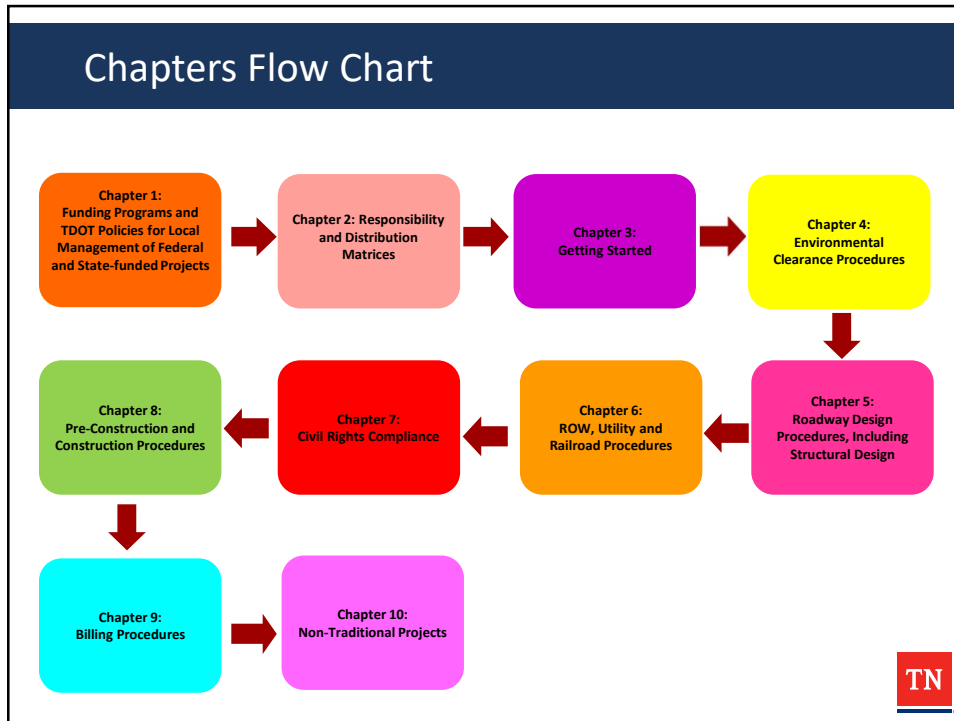 Chapters Flow Chart
Chapter 1:
Funding Programs and
TDOT Policies for Local
Management of Federal
and State-funded Projects
Chapter 2: Responsibility
and Distribution
Matrices
Chapter 3:
Getting Started
Chapter 4:
Environmental
Clearance Procedures
Chapter 5:
Roadway Design
Procedures, Including
Structural Design
Chapter 6:
ROW, Utility and
Railroad Procedures
Chapter 7:
Civil Rights Compliance
Chapter 8:
Pre-Construction and
Construction Procedures
Chapter 9:
Billing Procedures
Chapter 10:
Non-Traditional Projects
TN